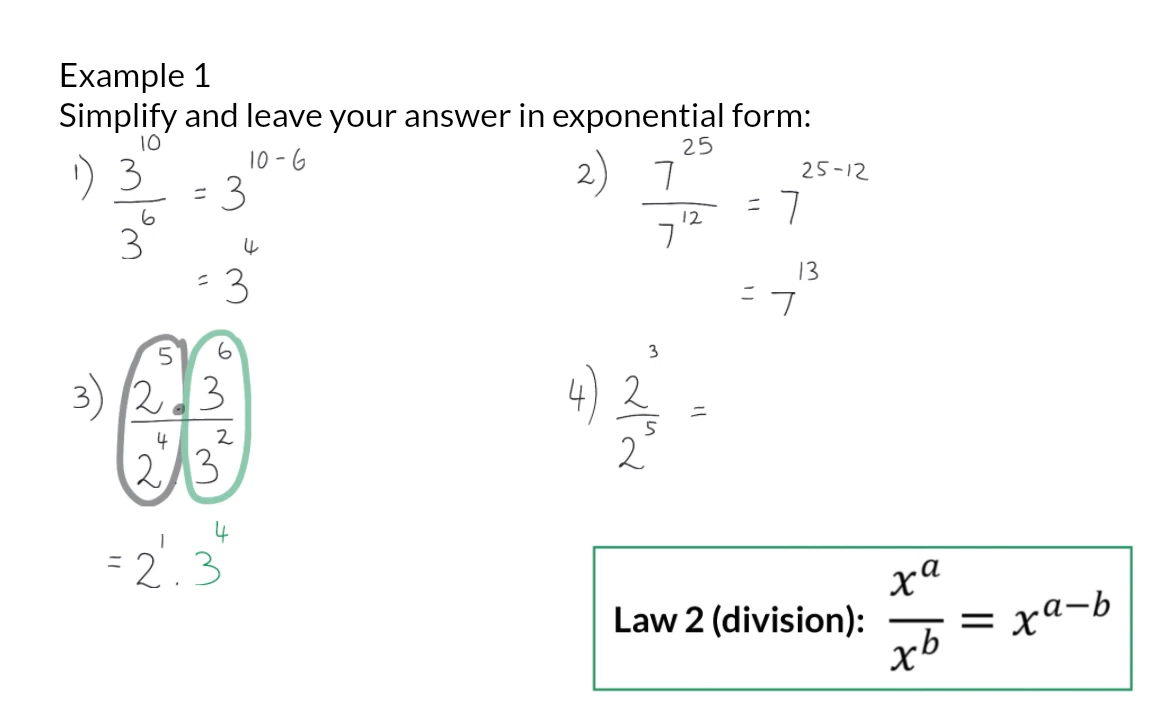 Example 1
Simplify and leave your answer in exponential form:
1) 3^10 / 3^6 = 3^(10-6)
= 3^4
2) 7^25 / 7^12 = 7^(25-12)
= 7^13
3) 2^5 . 3^6 / 2^4 . 3^2
= 2^1 . 3^4
4) 2^3 / 2^5 =
Law 2 (division): x^a / x^b = x^(a−b)